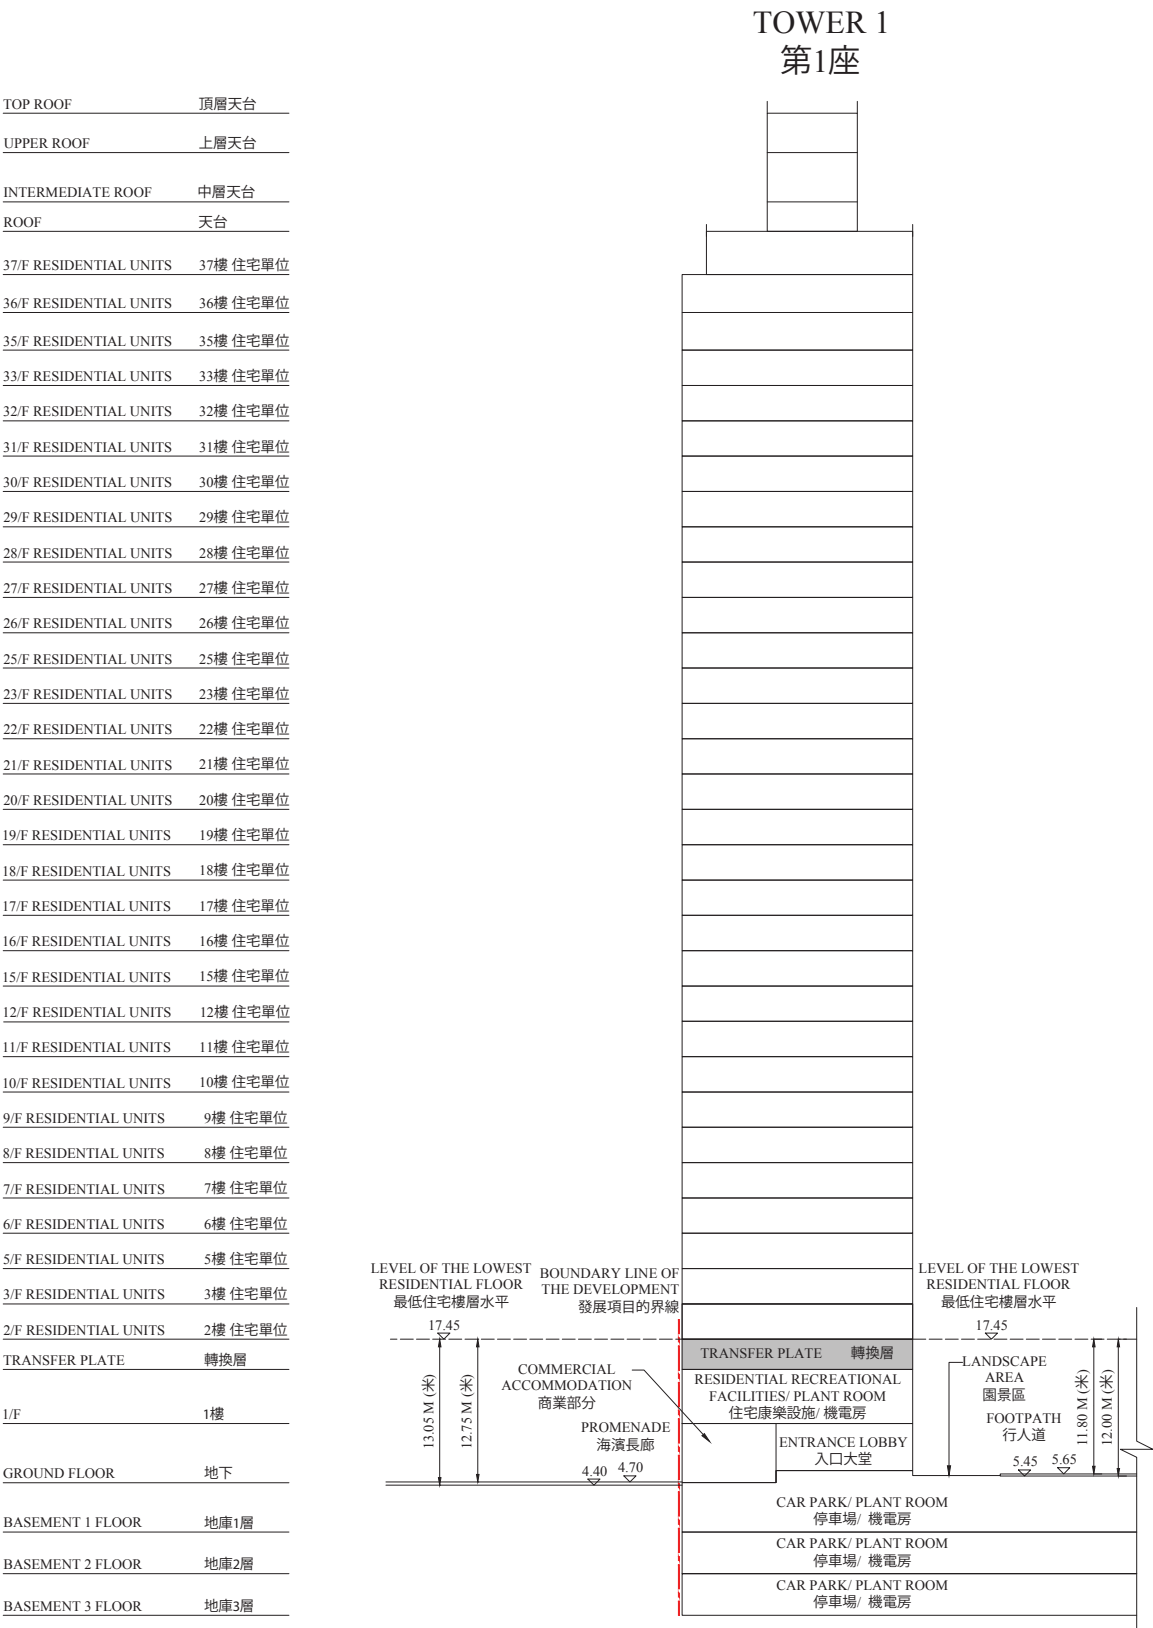 TOWER 1
第1座
TOP ROOF 頂層天台
UPPER ROOF 上層天台
INTERMEDIATE ROOF 中層天台
ROOF 天台
37/F RESIDENTIAL UNITS 37樓 住宅單位
36/F RESIDENTIAL UNITS 36樓 住宅單位
35/F RESIDENTIAL UNITS 35樓 住宅單位
33/F RESIDENTIAL UNITS 33樓 住宅單位
32/F RESIDENTIAL UNITS 32樓 住宅單位
31/F RESIDENTIAL UNITS 31樓 住宅單位
30/F RESIDENTIAL UNITS 30樓 住宅單位
29/F RESIDENTIAL UNITS 29樓 住宅單位
28/F RESIDENTIAL UNITS 28樓 住宅單位
27/F RESIDENTIAL UNITS 27樓 住宅單位
26/F RESIDENTIAL UNITS 26樓 住宅單位
25/F RESIDENTIAL UNITS 25樓 住宅單位
23/F RESIDENTIAL UNITS 23樓 住宅單位
22/F RESIDENTIAL UNITS 22樓 住宅單位
21/F RESIDENTIAL UNITS 21樓 住宅單位
20/F RESIDENTIAL UNITS 20樓 住宅單位
19/F RESIDENTIAL UNITS 19樓 住宅單位
18/F RESIDENTIAL UNITS 18樓 住宅單位
17/F RESIDENTIAL UNITS 17樓 住宅單位
16/F RESIDENTIAL UNITS 16樓 住宅單位
15/F RESIDENTIAL UNITS 15樓 住宅單位
12/F RESIDENTIAL UNITS 12樓 住宅單位
11/F RESIDENTIAL UNITS 11樓 住宅單位
10/F RESIDENTIAL UNITS 10樓 住宅單位
9/F RESIDENTIAL UNITS 9樓 住宅單位
8/F RESIDENTIAL UNITS 8樓 住宅單位
7/F RESIDENTIAL UNITS 7樓 住宅單位
6/F RESIDENTIAL UNITS 6樓 住宅單位
5/F RESIDENTIAL UNITS 5樓 住宅單位
3/F RESIDENTIAL UNITS 3樓 住宅單位
2/F RESIDENTIAL UNITS 2樓 住宅單位
TRANSFER PLATE 轉換層
1/F 1樓
GROUND FLOOR 地下
BASEMENT 1 FLOOR 地庫1層
BASEMENT 2 FLOOR 地庫2層
BASEMENT 3 FLOOR 地庫3層
LEVEL OF THE LOWEST
RESIDENTIAL FLOOR
最低住宅樓層水平
17.45
BOUNDARY LINE OF
THE DEVELOPMENT
發展項目的界線
LEVEL OF THE LOWEST
RESIDENTIAL FLOOR
最低住宅樓層水平
17.45
13.05 M (米)
12.75 M (米)
COMMERCIAL
ACCOMMODATION
商業部分
PROMENADE
海濱長廊
4.40 4.70
TRANSFER PLATE 轉換層
RESIDENTIAL RECREATIONAL
FACILITIES/ PLANT ROOM
住宅康樂設施/ 機電房
ENTRANCE LOBBY
入口大堂
LANDSCAPE
AREA
園景區
FOOTPATH
行人道
5.45 5.65
11.80 M (米)
12.00 M (米)
CAR PARK/ PLANT ROOM
停車場/ 機電房
CAR PARK/ PLANT ROOM
停車場/ 機電房
CAR PARK/ PLANT ROOM
停車場/ 機電房